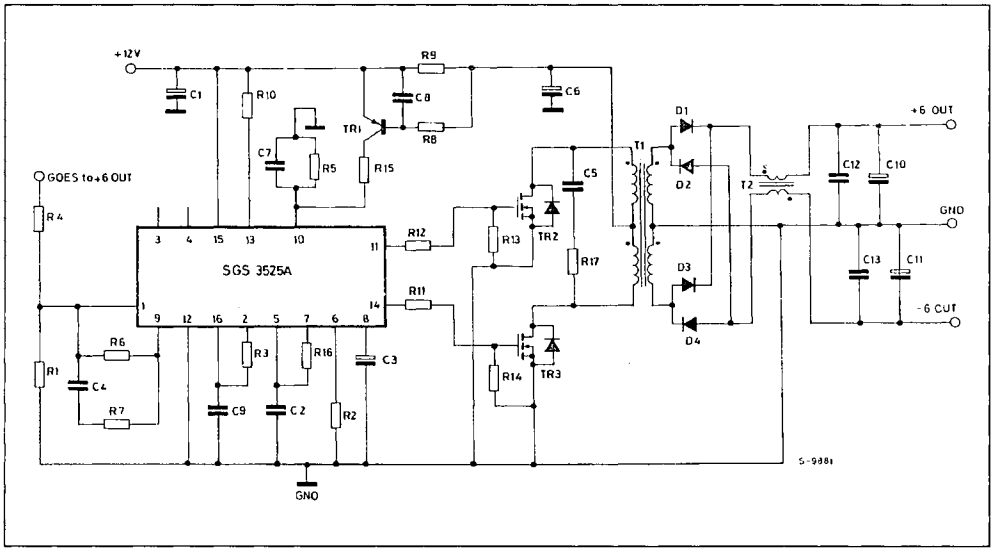 +12V
R9
C1
R10
C8
C6
TR1
R8
D1
+6 OUT
C7
R5
R15
T1
C5
D2
T2
C12
C10
GOES to +6 OUT
R4
3 4 15 13 10
11
R12
R13
TR2
GND
SGS 3525A
R17
C13
C11
D3
R11
1
14
9 12 16 2 5 7 6 8
-6 OUT
D4
R6
R3
R16
C3
R1
C4
R14
TR3
R7
C9
C2
R2
S-9881
GND